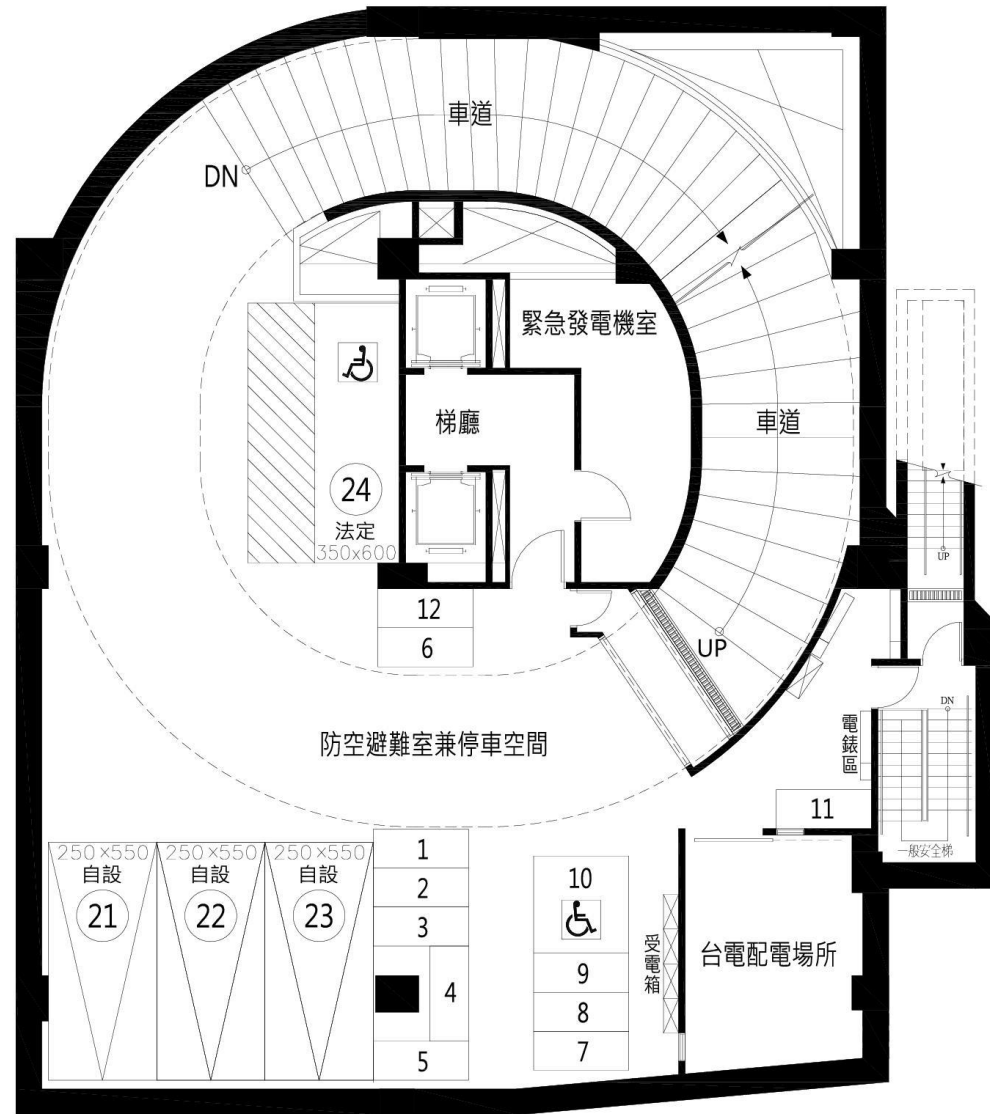 車道
DN
緊急發電機室
梯廳
車道
24
法定
350x600
UP
12
6
UP
DN
防空避難室兼停車空間
電錶區
11
一般安全梯
250×550
自設
21
250×550
自設
22
250×550
自設
23
1
2
3
4
5
10
9
8
7
受電箱
台電配電場所